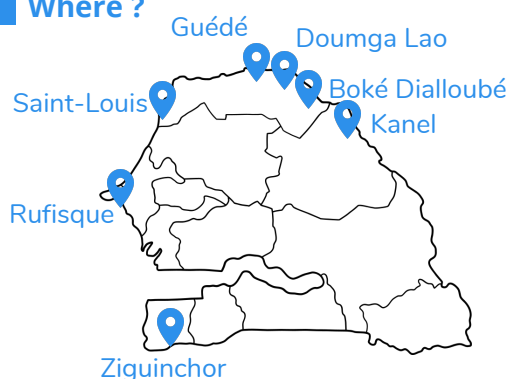 Where ?
Guédé
Doumga Lao
Boké Dialloubé
Saint-Louis
Kanel
Rufisque
Ziguinchor